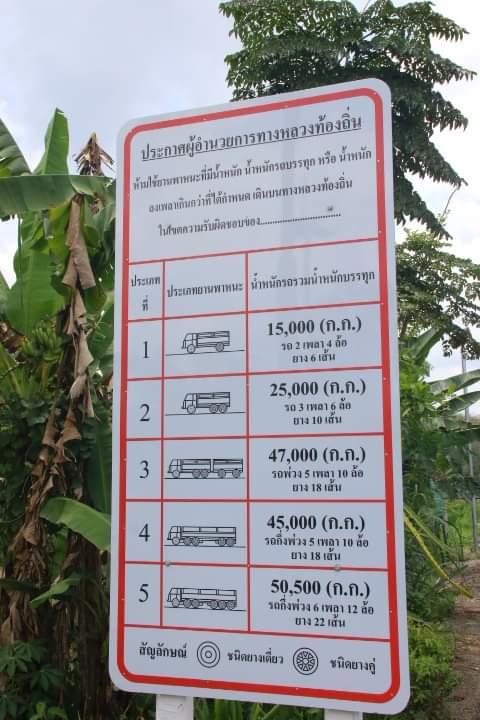 ประกาศผู้อำนวยการทางหลวงท้องถิ่น
ห้ามใช้ยานพาหนะที่มีน้ำหนัก น้ำหนักรถบรรทุก หรือ น้ำหนัก
ลงเพลาเกินกว่าที่ได้กำหนด เดินบนทางหลวงท้องถิ่น
ในเขตความรับผิดชอบของ..............................
ประเภท
ที่
ประเภทยานพาหนะ
น้ำหนักรถรวมน้ำหนักบรรทุก
1
15,000 (ก.ก.)
รถ 2 เพลา 4 ล้อ
ยาง 6 เส้น
2
25,000 (ก.ก.)
รถ 3 เพลา 6 ล้อ
ยาง 10 เส้น
3
47,000 (ก.ก.)
รถพ่วง 5 เพลา 10 ล้อ
ยาง 18 เส้น
4
45,000 (ก.ก.)
รถกึ่งพ่วง 5 เพลา 10 ล้อ
ยาง 18 เส้น
5
50,500 (ก.ก.)
รถกึ่งพ่วง 6 เพลา 12 ล้อ
ยาง 22 เส้น
สัญลักษณ์ ชนิดยางเดี่ยว ชนิดยางคู่